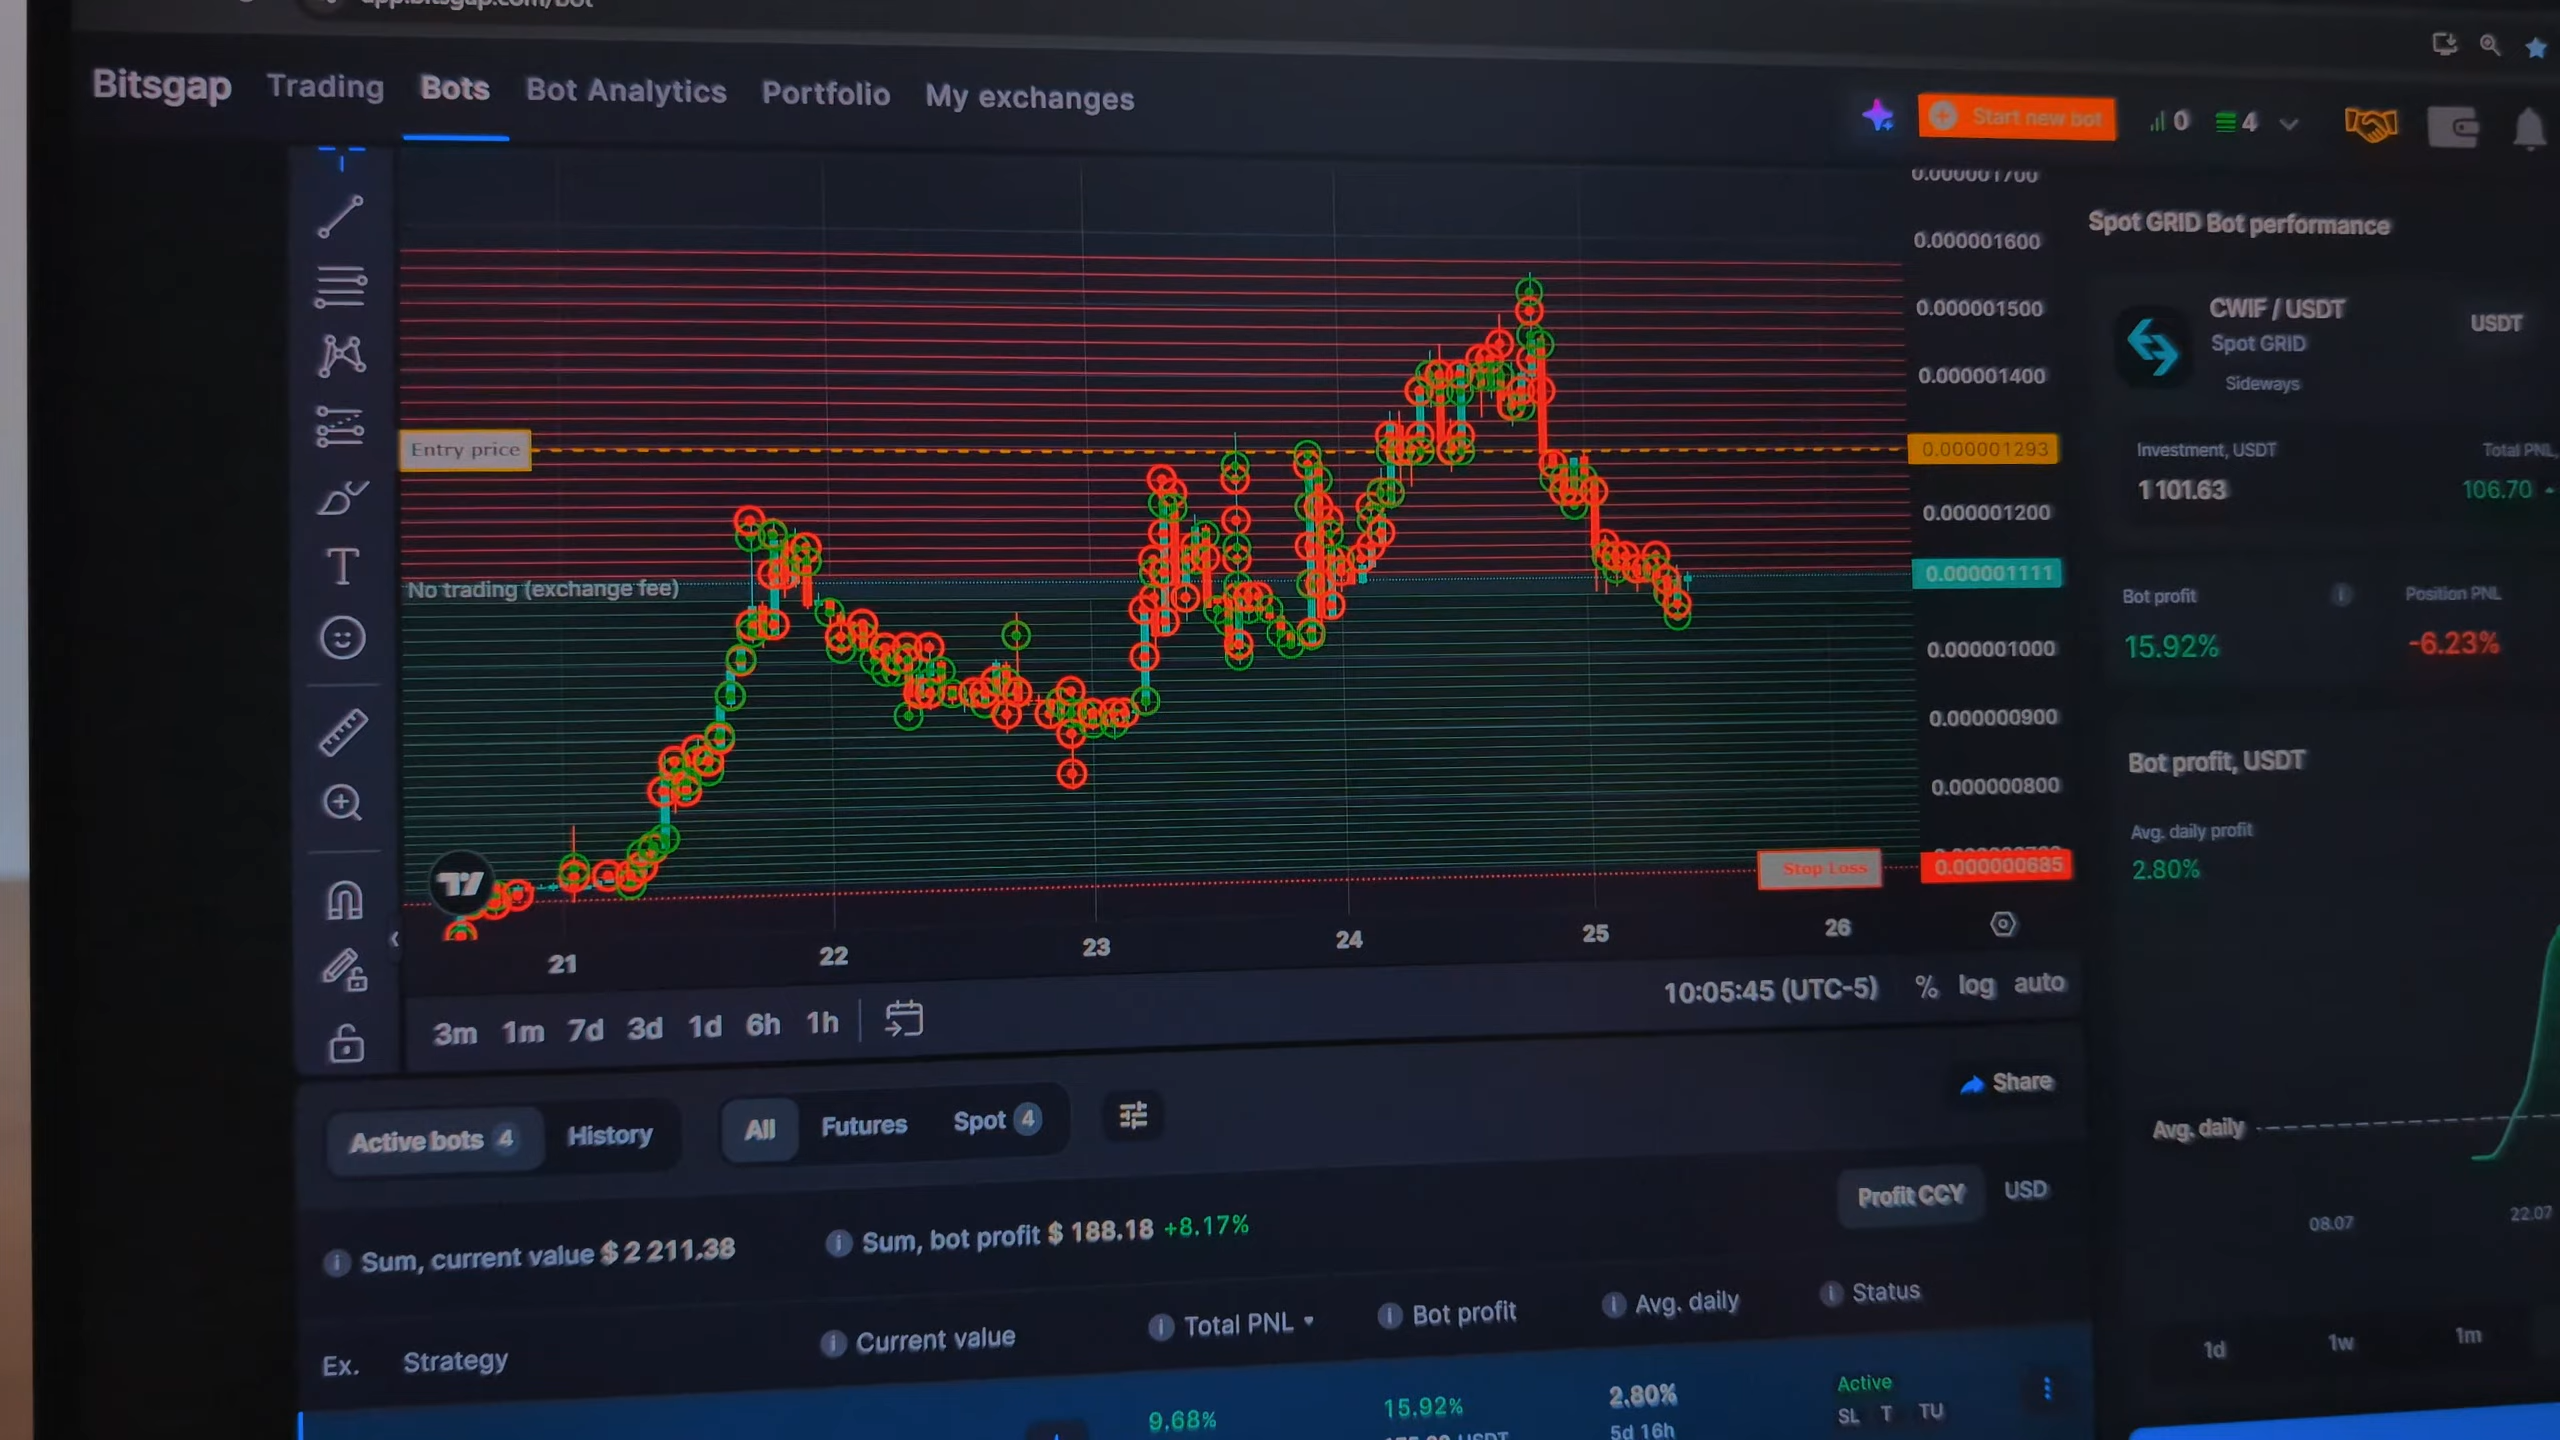 Bitsgap Trading Bots Bot Analytics Portfolio My exchanges
Start new bot 0 4
0.000001700
0.000001600
0.000001500
0.000001400
Entry price
0.000001293
0.000001200
No trading (exchange fee)
0.000001111
0.000001000
0.000000900
0.000000800
Stop Loss
0.000000685
21 22 23 24 25 26
3m 1m 7d 3d 1d 6h 1h
10:05:45 (UTC-5) % log auto
Spot GRID Bot performance
CWIF / USDT
Spot GRID
Sideways
USDT
Investment, USDT
1 101.63
Total PNL,
106.70
Bot profit
15.92%
Position PNL
-6.23%
Bot profit, USDT
Avg. daily profit
2.80%
Avg. daily
08.07 22.07
1d 1w 1m
Share
Active bots 4 History All Futures Spot 4
Profit CCY USD
Sum, current value $ 2 211.38
Sum, bot profit $ 188.18 +8.17%
Ex. Strategy Current value Total PNL Bot profit Avg. daily Status
9.68% 15.92% 2.80% Active
5d 16h SL T TU